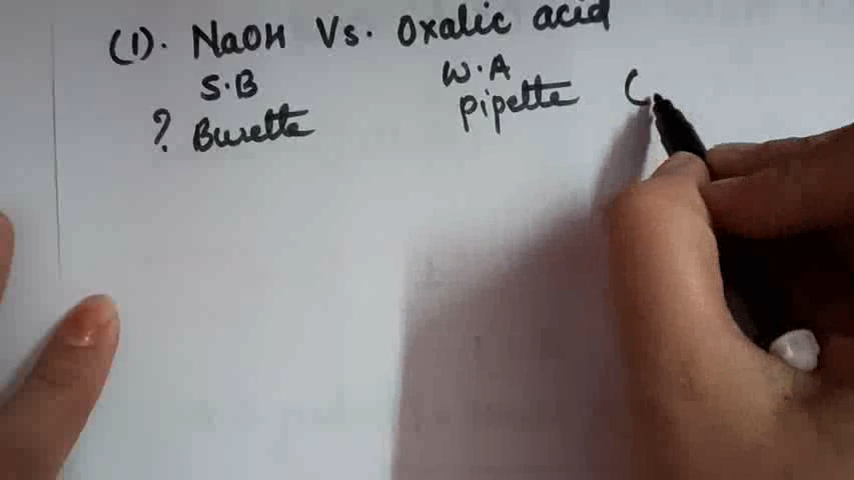 (1). NaOH Vs. Oxalic acid
S.B W.A
? Burette pipette (